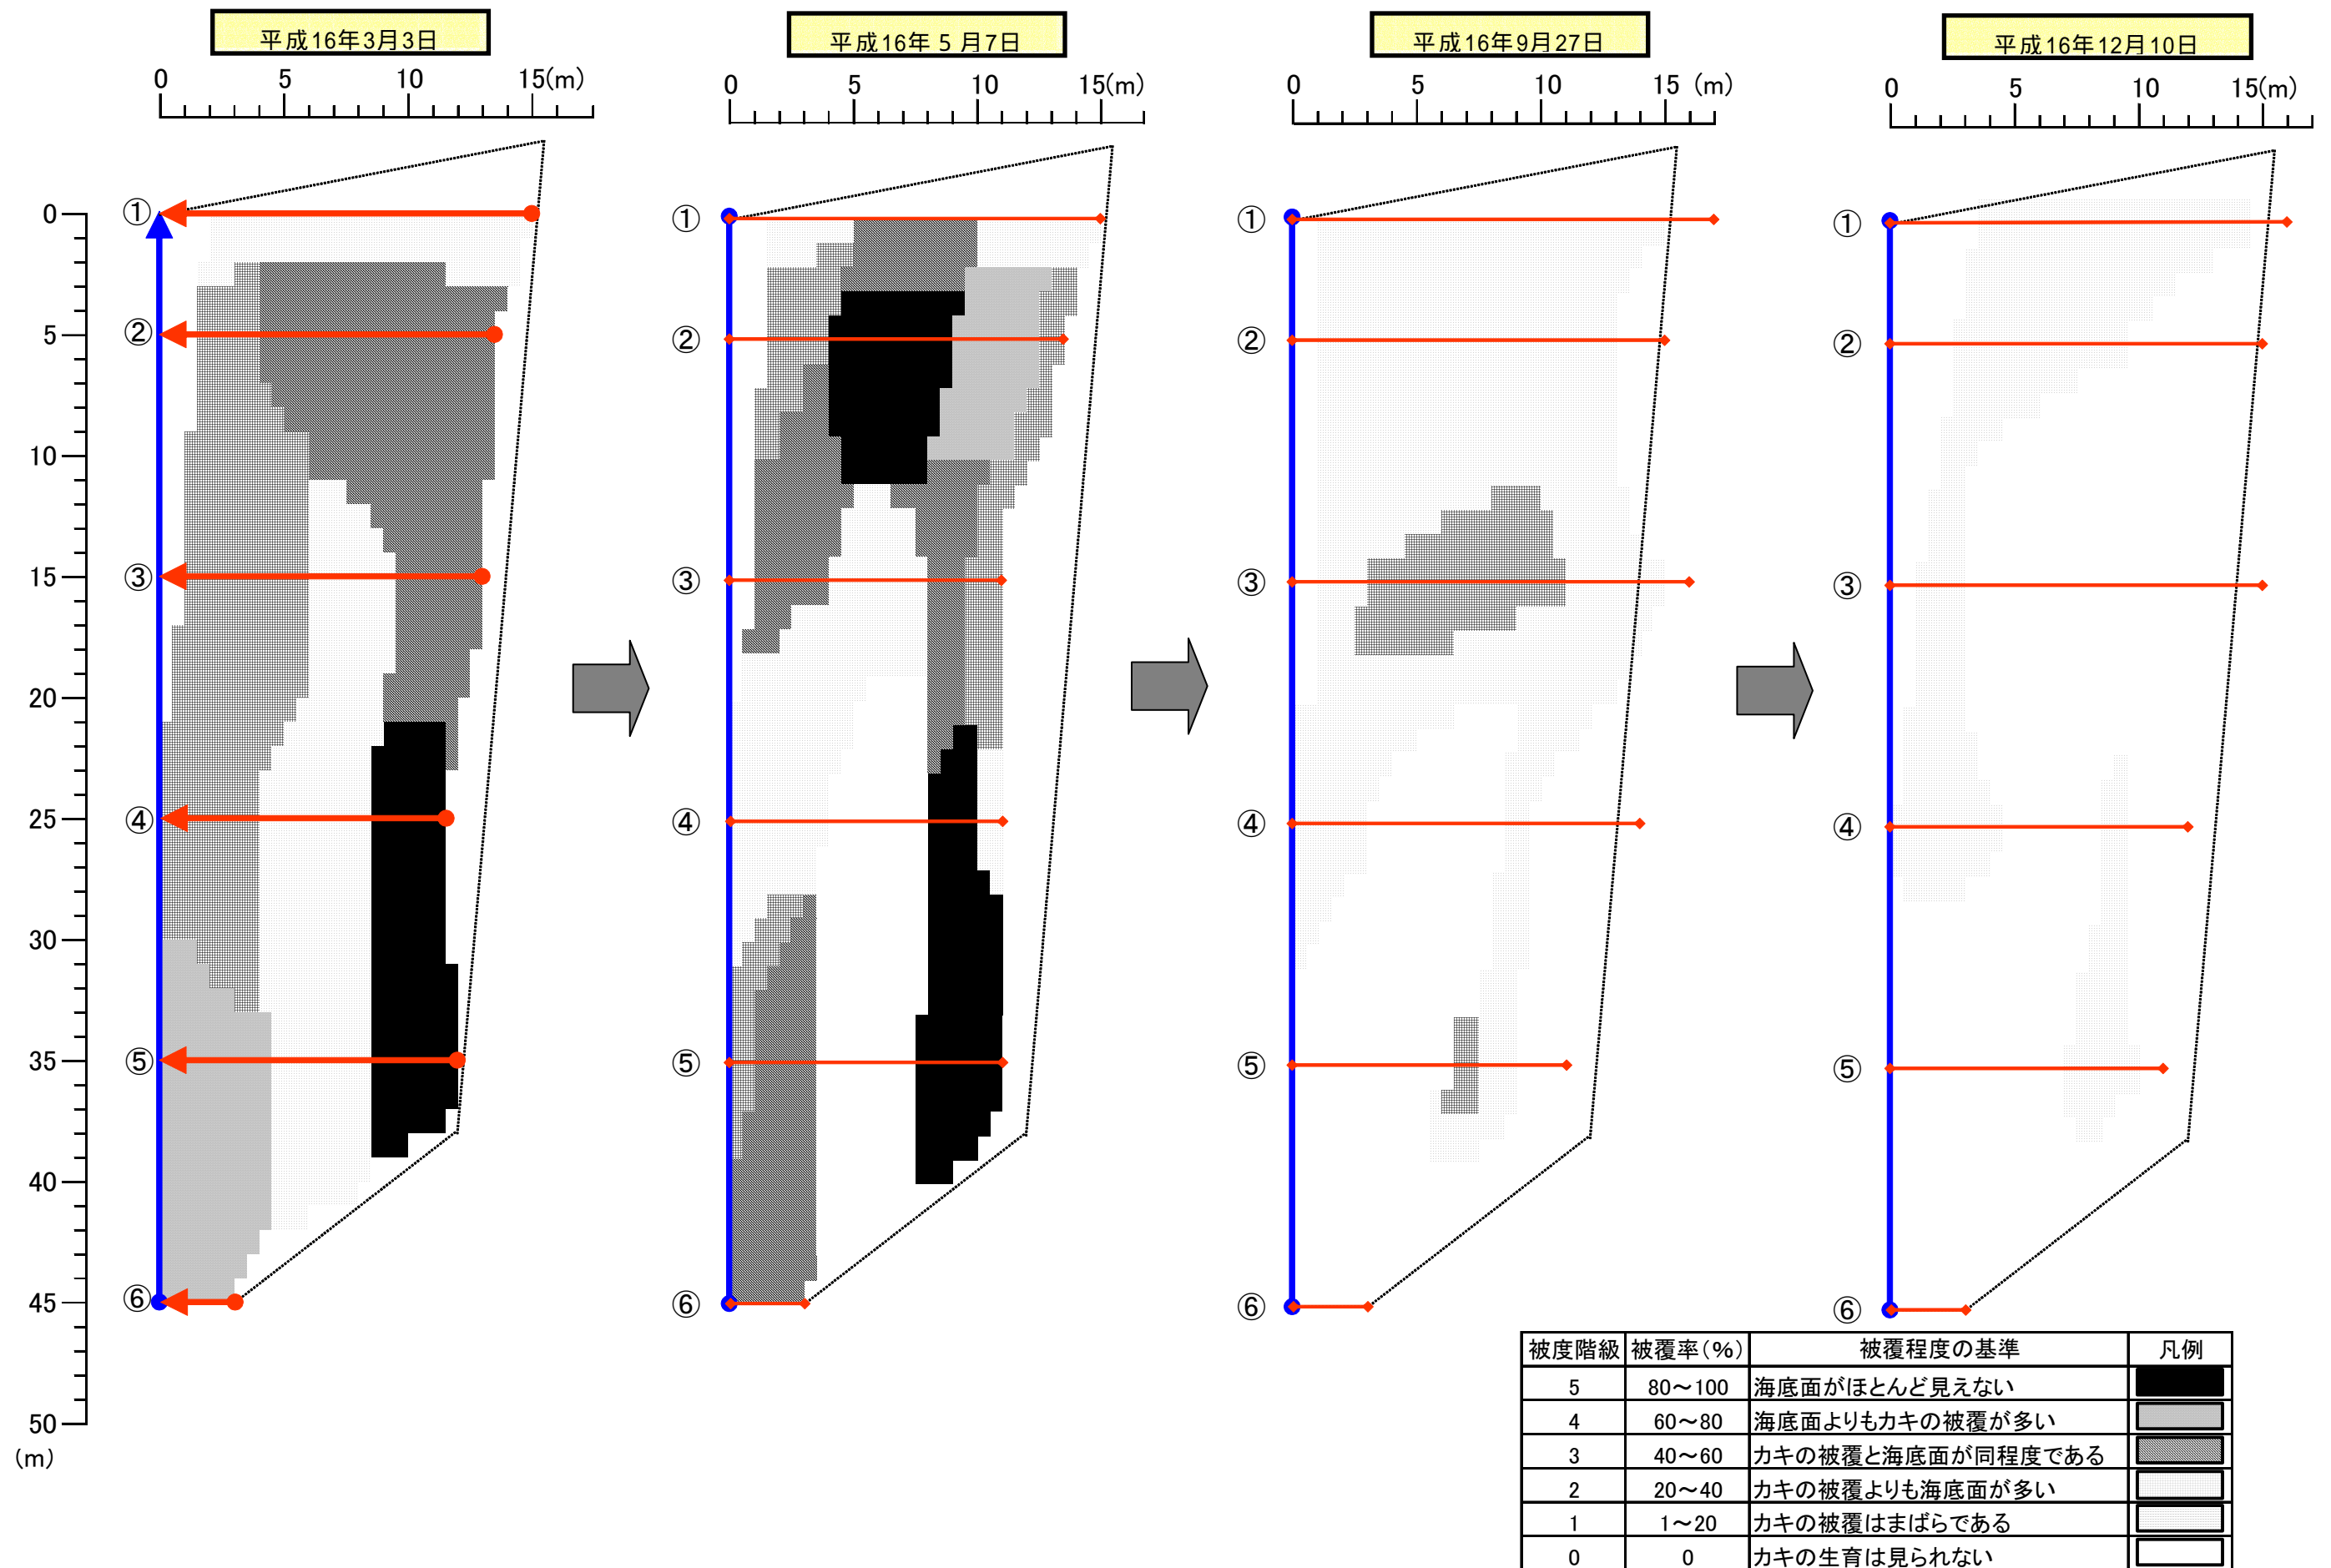 平成16年3月3日
平成16年 5 月7日
平成16年9月27日
平成16年12月10日
0 5 10 15(m)
0 5 10 15(m)
0 5 10 15 (m)
0 5 10 15(m)
0
5
10
15
20
25
30
35
40
45
50
(m)
①
②
③
④
⑤
⑥
①
②
③
④
⑤
⑥
①
②
③
④
⑤
⑥
①
②
③
④
⑤
⑥
被度階級 被覆率(%) 被覆程度の基準 凡例
5 80～100 海底面がほとんど見えない
4 60～80 海底面よりもカキの被覆が多い
3 40～60 カキの被覆と海底面が同程度である
2 20～40 カキの被覆よりも海底面が多い
1 1～20 カキの被覆はまばらである
0 0 カキの生育は見られない